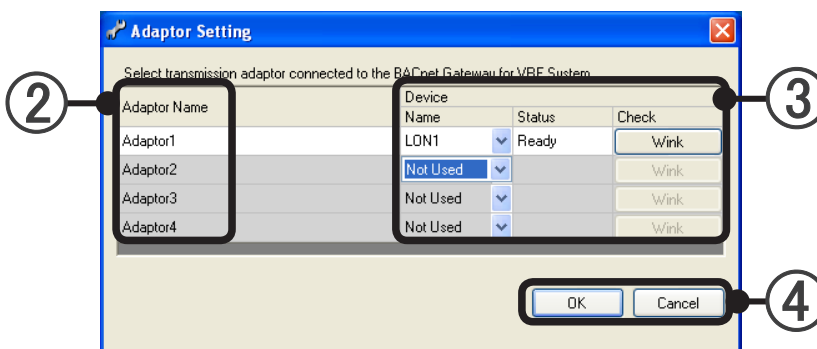 Adaptor Setting
Select transmission adaptor connected to the BACnet Gateway for VRF System
② Adaptor Name Device ③
Name Status Check
Adaptor1 LON1 Ready Wink
Adaptor2 Not Used Wink
Adaptor3 Not Used Wink
Adaptor4 Not Used Wink
OK Cancel ④